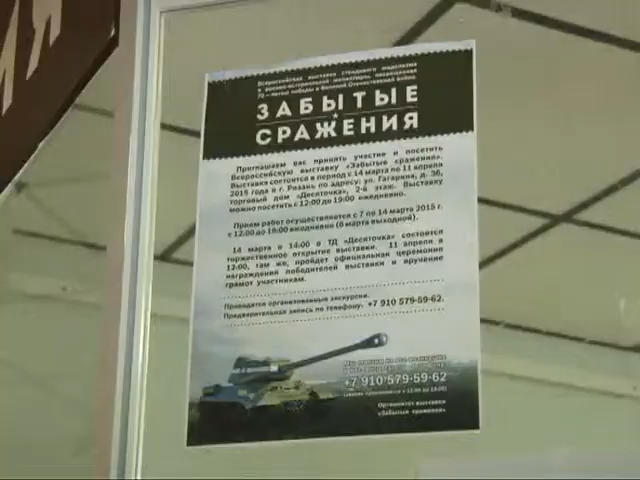 ИЯ
Всероссийская выставка стендового моделизма
и военно-исторической миниатюры, посвященная
70 - летию победы в Великой Отечественной войне
ЗАБЫТЫЕ
СРАЖЕНИЯ
Приглашаем вас принять участие и посетить
Всероссийскую выставку «Забытые сражения».
Выставка состоится в период с 14 марта по 11 апреля
2015 года в г. Рязань по адресу: ул. Гагарина, д. 36,
торговый дом «Десяточка», 2-й этаж. Выставку
можно посетить с 12:00 до 19:00 ежедневно.
Прием работ осуществляется с 7 по 14 марта 2015 г.
с 12:00 до 19:00 ежедневно (8 марта выходной).
14 марта в 14:00 в ТД «Десяточка» состоится
торжественное открытие выставки. 11 апреля в
12:00, там же, пройдет официальная церемония
награждения победителей выставки и вручение
грамот участникам.
Проводятся организованные экскурсии.
Предварительная запись по телефону: +7 910 579-59-62.
+7 910 579-59-62
Оргкомитет выставки
«Забытые сражения»